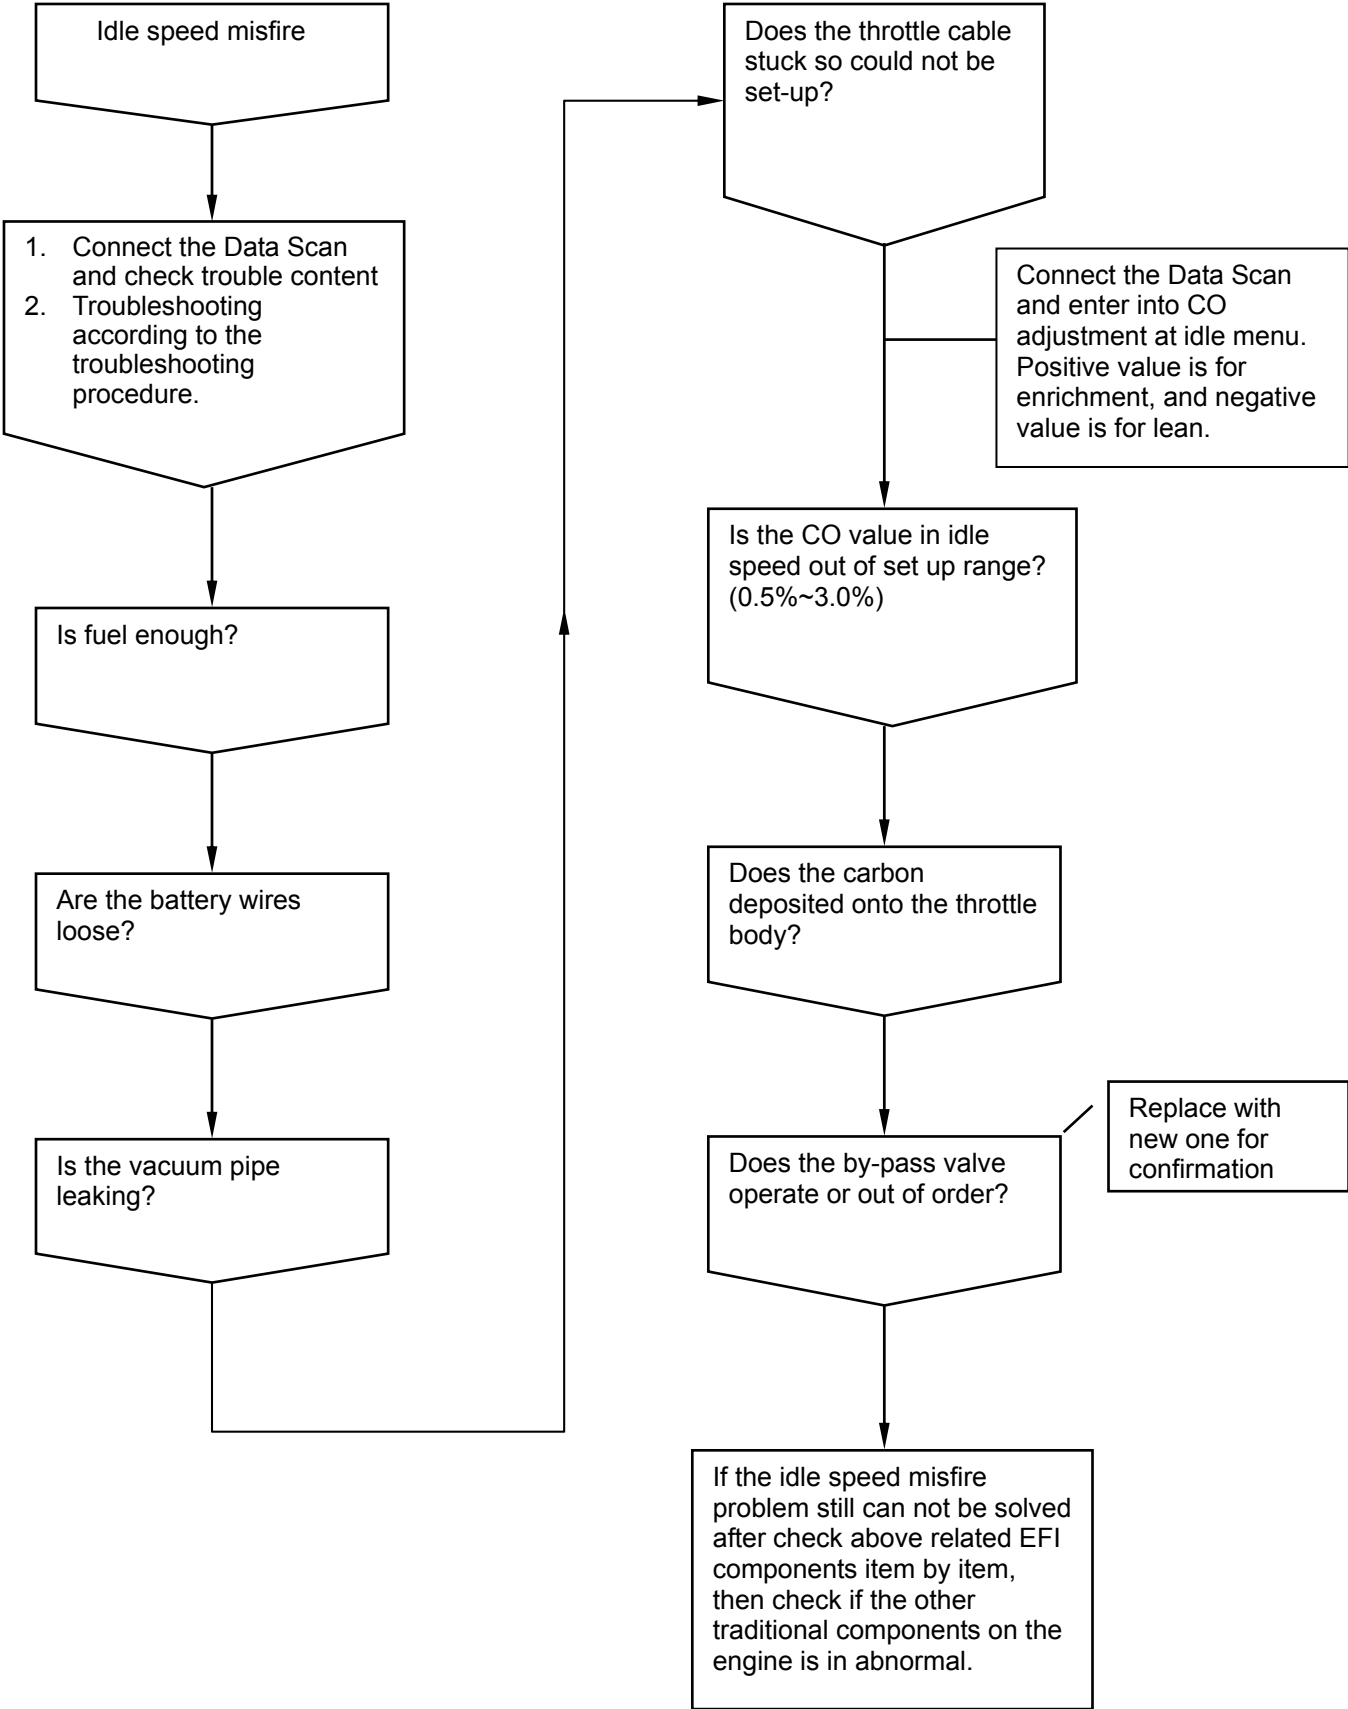 Idle speed misfire
1. Connect the Data Scan
and check trouble content
2. Troubleshooting
according to the
troubleshooting
procedure.
Is fuel enough?
Are the battery wires
loose?
Is the vacuum pipe
leaking?
Does the throttle cable
stuck so could not be
set-up?
Connect the Data Scan
and enter into CO
adjustment at idle menu.
Positive value is for
enrichment, and negative
value is for lean.
Is the CO value in idle
speed out of set up range?
(0.5%~3.0%)
Does the carbon
deposited onto the throttle
body?
Does the by-pass valve
operate or out of order?
Replace with
new one for
confirmation
If the idle speed misfire
problem still can not be solved
after check above related EFI
components item by item,
then check if the other
traditional components on the
engine is in abnormal.